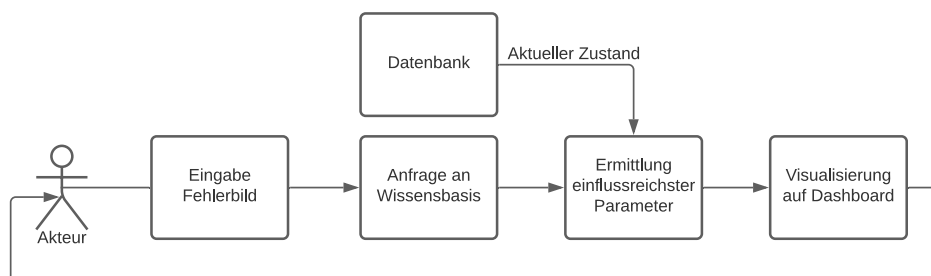 Datenbank
Aktueller Zustand
Akteur
Eingabe
Fehlerbild
Anfrage an
Wissensbasis
Ermittlung
einflussreichster
Parameter
Visualisierung
auf Dashboard